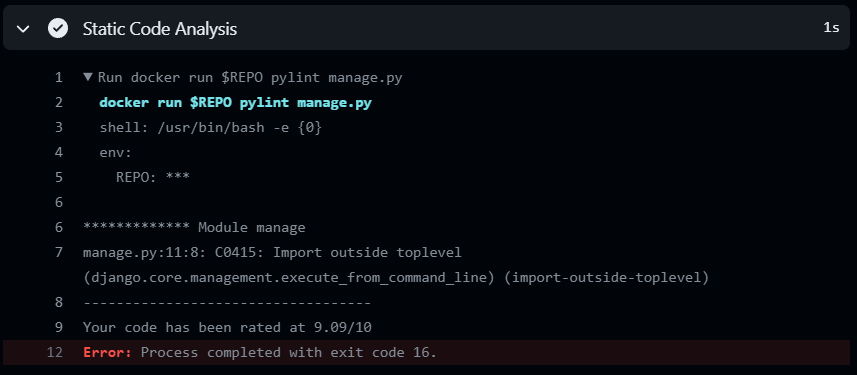 Static Code Analysis 1s
1 Run docker run $REPO pylint manage.py
2 docker run $REPO pylint manage.py
3 shell: /usr/bin/bash -e {0}
4 env:
5 REPO: ***
6
6 ************* Module manage
7 manage.py:11:8: C0415: Import outside toplevel
(django.core.management.execute_from_command_line) (import-outside-toplevel)
8 -----------------------------------
9 Your code has been rated at 9.09/10
12 Error: Process completed with exit code 16.